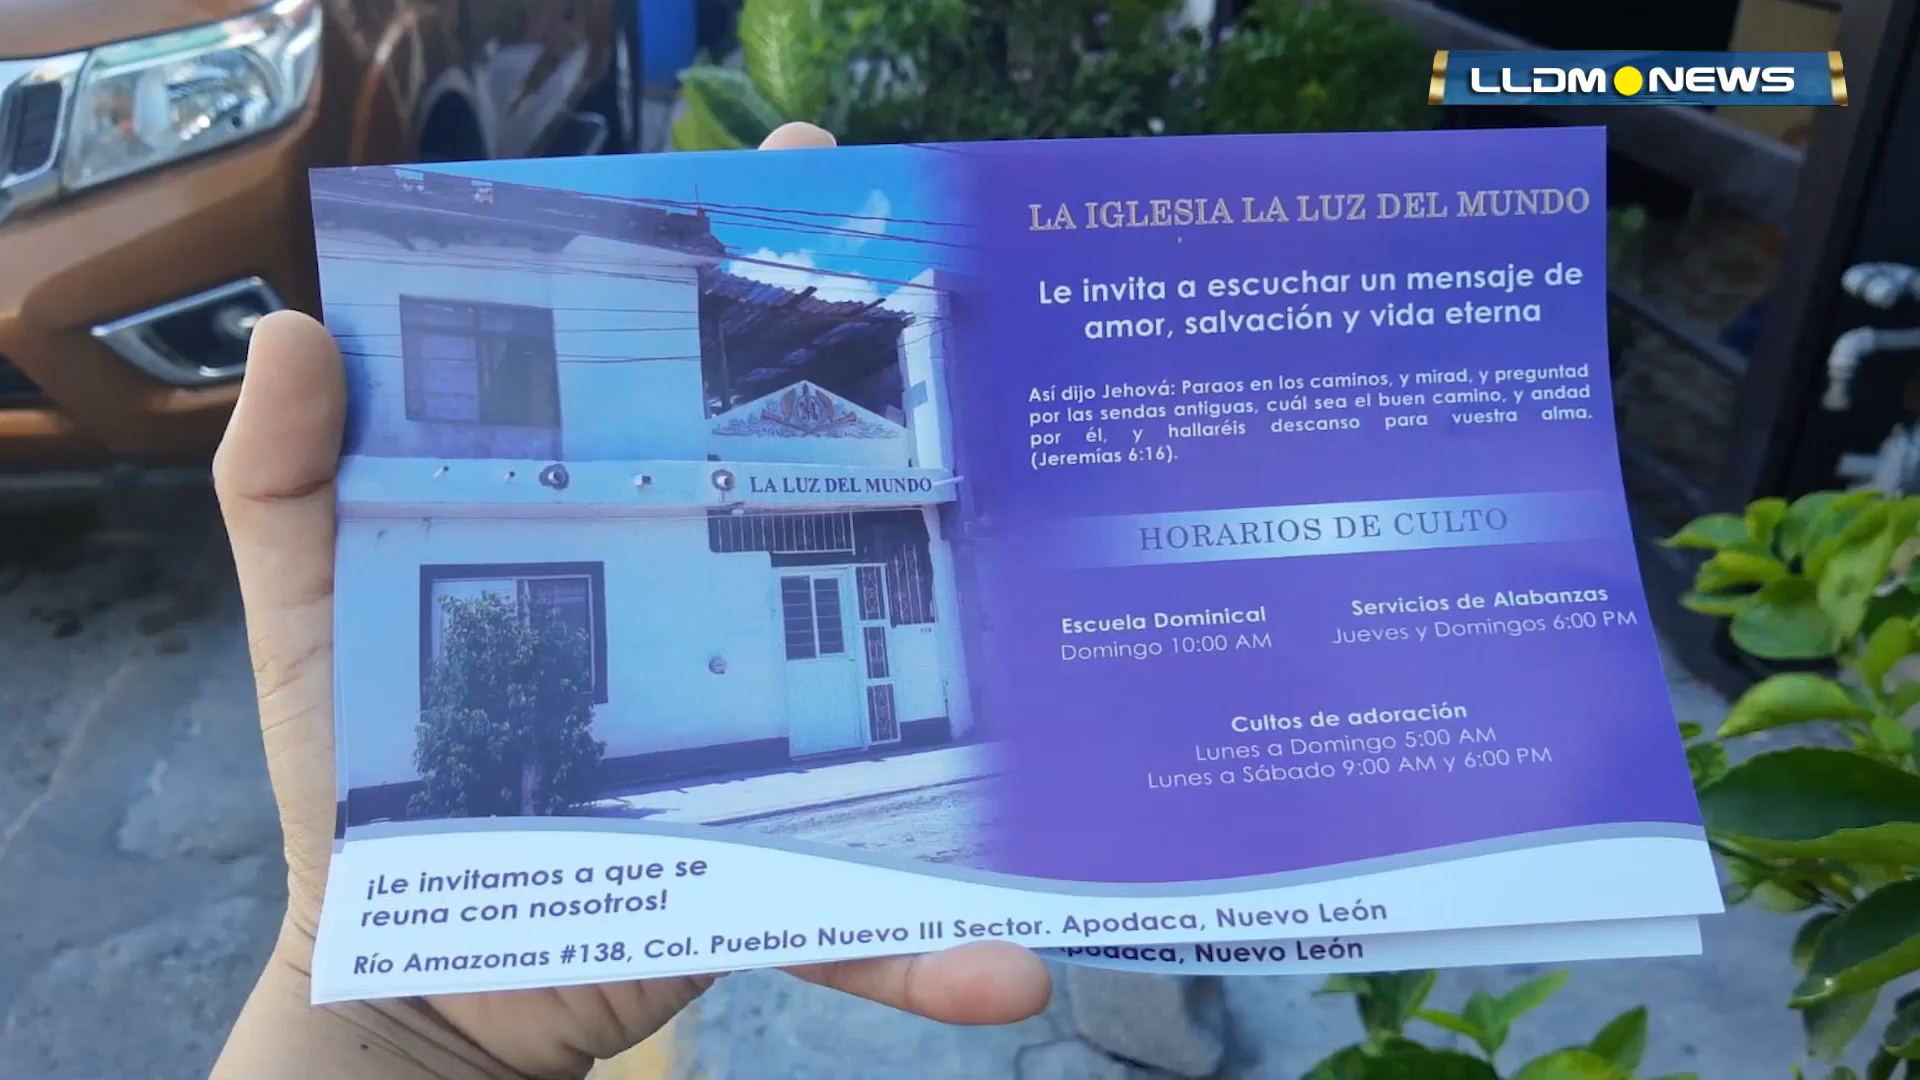 LLDM NEWS
LA IGLESIA LA LUZ DEL MUNDO
Le invita a escuchar un mensaje de
amor, salvación y vida eterna
Así dijo Jehová: Paraos en los caminos, y mirad, y preguntad
por las sendas antiguas, cuál sea el buen camino, y andad
por él, y hallaréis descanso para vuestra alma.
(Jeremías 6:16).
LA LUZ DEL MUNDO
HORARIOS DE CULTO
Escuela Dominical
Domingo 10:00 AM
Servicios de Alabanzas
Jueves y Domingos 6:00 PM
Cultos de adoración
Lunes a Domingo 5:00 AM
Lunes a Sábado 9:00 AM y 6:00 PM
¡Le invitamos a que se
reuna con nosotros!
Río Amazonas #138, Col. Pueblo Nuevo III Sector. Apodaca, Nuevo León
Apodaca, Nuevo León